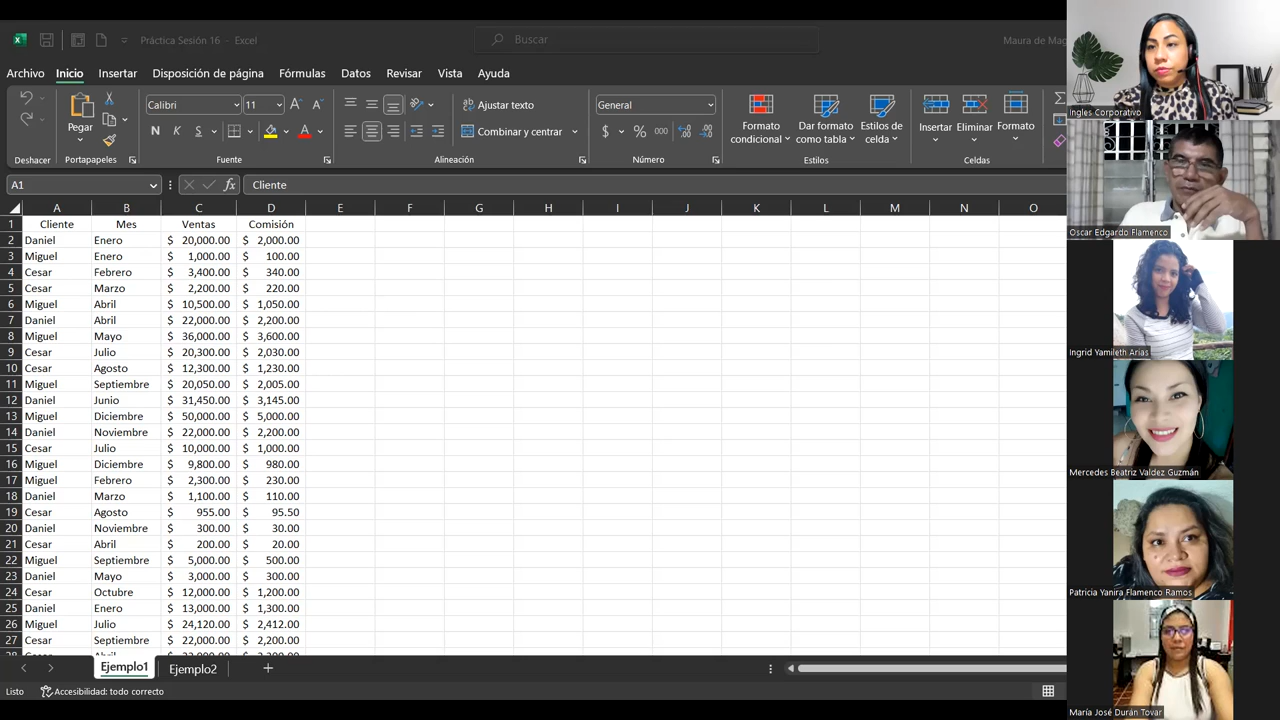 Práctica Sesión 16 - Excel
Buscar
Maura de Mag
Archivo Inicio Insertar Disposición de página Fórmulas Datos Revisar Vista Ayuda
Pegar
Calibri 11
N K S
Ajustar texto
Combinar y centrar
General
$ % 000
Formato condicional
Dar formato como tabla
Estilos de celda
Insertar
Eliminar
Formato
Deshacer Portapapeles Fuente Alineación Número Estilos Celdas
A1 fx Cliente
A B C D E F G H I J K L M N O
1 Cliente Mes Ventas Comisión
2 Daniel Enero $ 20,000.00 $ 2,000.00
3 Miguel Enero $ 1,000.00 $ 100.00
4 Cesar Febrero $ 3,400.00 $ 340.00
5 Cesar Marzo $ 2,200.00 $ 220.00
6 Miguel Abril $ 10,500.00 $ 1,050.00
7 Daniel Abril $ 22,000.00 $ 2,200.00
8 Miguel Mayo $ 36,000.00 $ 3,600.00
9 Cesar Julio $ 20,300.00 $ 2,030.00
10 Cesar Agosto $ 12,300.00 $ 1,230.00
11 Miguel Septiembre $ 20,050.00 $ 2,005.00
12 Daniel Junio $ 31,450.00 $ 3,145.00
13 Miguel Diciembre $ 50,000.00 $ 5,000.00
14 Daniel Noviembre $ 22,000.00 $ 2,200.00
15 Cesar Julio $ 10,000.00 $ 1,000.00
16 Miguel Diciembre $ 9,800.00 $ 980.00
17 Miguel Febrero $ 2,300.00 $ 230.00
18 Daniel Marzo $ 1,100.00 $ 110.00
19 Cesar Agosto $ 955.00 $ 95.50
20 Daniel Noviembre $ 300.00 $ 30.00
21 Cesar Abril $ 200.00 $ 20.00
22 Miguel Septiembre $ 5,000.00 $ 500.00
23 Daniel Mayo $ 3,000.00 $ 300.00
24 Cesar Octubre $ 12,000.00 $ 1,200.00
25 Daniel Enero $ 13,000.00 $ 1,300.00
26 Miguel Julio $ 24,120.00 $ 2,412.00
27 Cesar Septiembre $ 22,000.00 $ 2,200.00
Ejemplo1 Ejemplo2
Listo Accesibilidad: todo correcto
Ingles Corporativo
Oscar Edgardo Flamenco
Ingrid Yamileth Arias
Mercedes Beatriz Valdez Guzmán
Patricia Yanira Flamenco Ramos
María José Durán Tovar